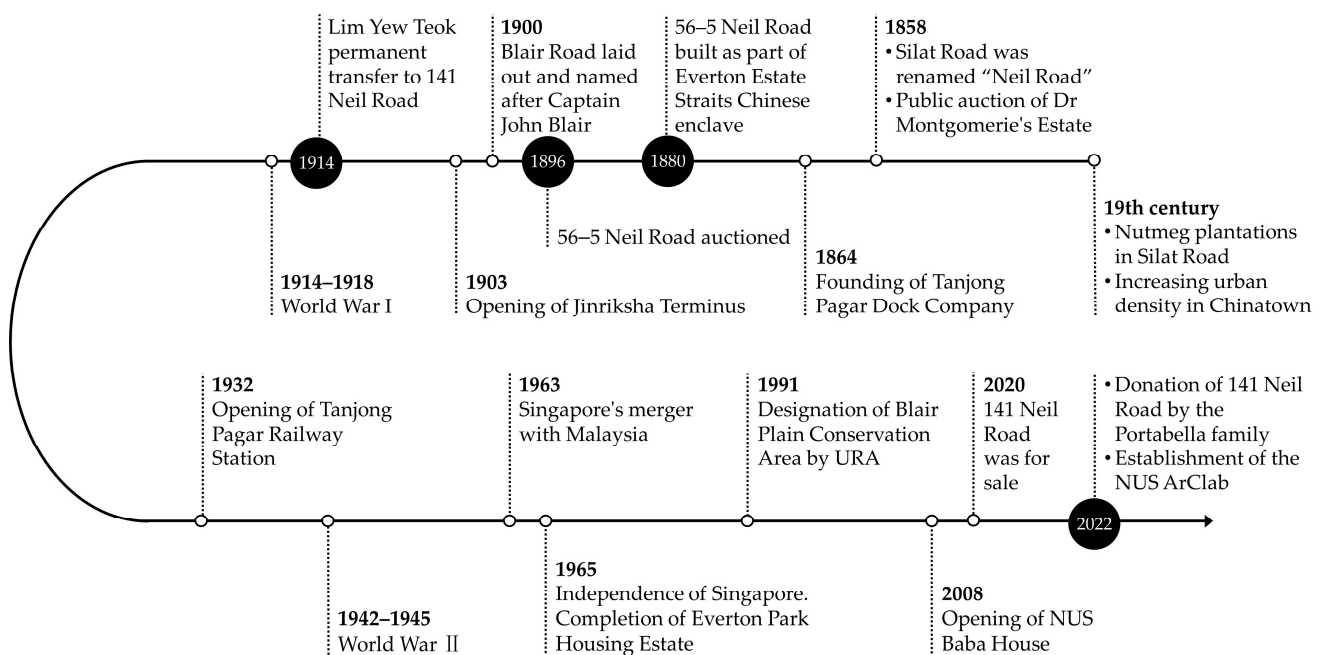 Lim Yew Teok
permanent
transfer to 141
Neil Road
1914
1900
Blair Road laid
out and named
after Captain
John Blair
1896
56–5 Neil Road
built as part of
Everton Estate
Straits Chinese
enclave
1880
1858
• Silat Road was
renamed “Neil Road”
• Public auction of Dr
Montgomerie's Estate
1914–1918
World War I
1903
Opening of Jinriksha Terminus
56–5 Neil Road auctioned
1864
Founding of Tanjong
Pagar Dock Company
19th century
• Nutmeg plantations
in Silat Road
• Increasing urban
density in Chinatown
1932
Opening of Tanjong
Pagar Railway
Station
1942–1945
World War II
1963
Singapore's merger
with Malaysia
1965
Independence of Singapore.
Completion of Everton Park
Housing Estate
1991
Designation of Blair
Plain Conservation
Area by URA
2008
Opening of NUS
Baba House
2020
141 Neil
Road
was for
sale
• Donation of 141 Neil
Road by the
Portabella family
• Establishment of the
NUS ArClab
2022